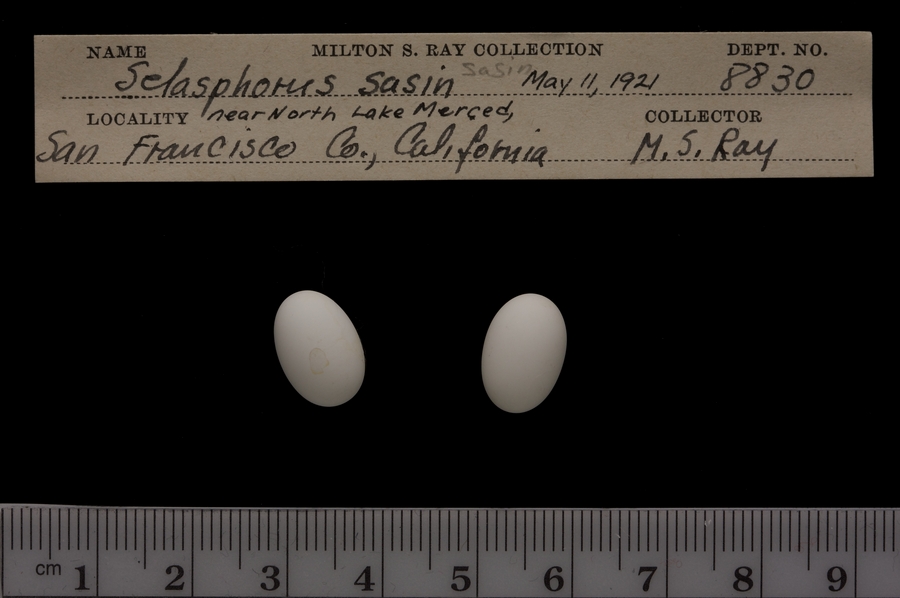 NAME MILTON S. RAY COLLECTION DEPT. NO.
Selasphorus sasin sasin May 11, 1921 8830
LOCALITY near North Lake Merced, COLLECTOR
San Francisco Co., California M. S. Ray
cm 1 2 3 4 5 6 7 8 9